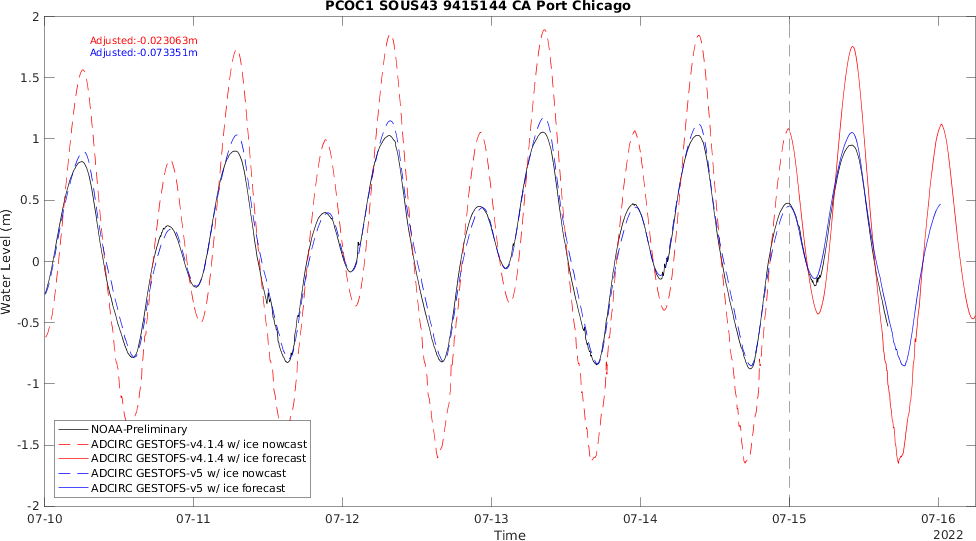 PCOC1 SOUS43 9415144 CA Port Chicago
Adjusted:-0.023063m
Adjusted:-0.073351m
2
1.5
1
0.5
0
-0.5
-1
-1.5
-2
Water Level (m)
NOAA-Preliminary
ADCIRC GESTOFS-v4.1.4 w/ ice nowcast
ADCIRC GESTOFS-v4.1.4 w/ ice forecast
ADCIRC GESTOFS-v5 w/ ice nowcast
ADCIRC GESTOFS-v5 w/ ice forecast
07-10 07-11 07-12 07-13 07-14 07-15 07-16
Time
2022